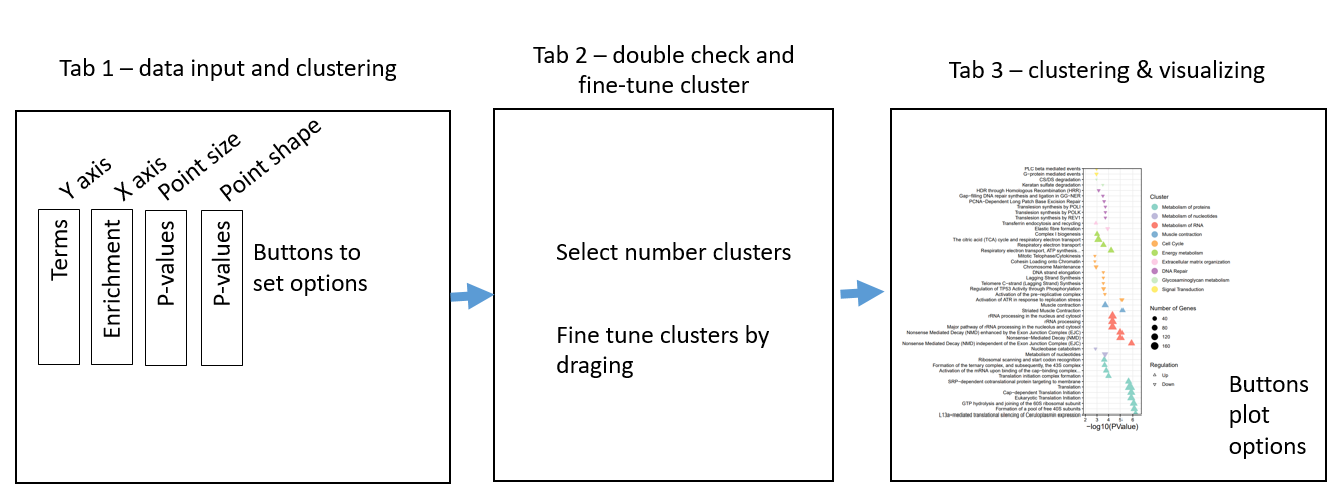 Tab 1 – data input and clustering
Y axis
X axis
Point size
Point shape
Terms
Enrichment
P-values
P-values
Buttons to
set options
Tab 2 – double check and
fine-tune cluster
Select number clusters
Fine tune clusters by
draging
Tab 3 – clustering & visualizing
PLC beta mediated events
G-protein mediated events
CS/DS degradation
Keratan sulfate degradation
HDR through Homologous Recombination (HRR)
Gap-filling DNA repair synthesis and ligation in GG-NER
PCNA-Dependent Long Patch Base Excision Repair
Translesion synthesis by POLI
Translesion synthesis by POLK
Translesion synthesis by REV1
Transferrin endocytosis and recycling
Elastic fibre formation
Complex I biogenesis
The citric acid (TCA) cycle and respiratory electron transport
Respiratory electron transport
Respiratory electron transport, ATP synthesis...
Mitotic Telophase/Cytokinesis
Cohesin Loading onto Chromatin
Chromosome Maintenance
DNA strand elongation
Lagging Strand Synthesis
Telomere C-strand (Lagging Strand) Synthesis
Regulation of TP53 Activity through Phosphorylation
Activation of the pre-replicative complex
Activation of ATR in response to replication stress
Muscle contraction
Striated Muscle Contraction
rRNA processing in the nucleus and cytosol
rRNA processing
Major pathway of rRNA processing in the nucleolus and cytosol
Nonsense Mediated Decay (NMD) enhanced by the Exon Junction Complex (EJC)
Nonsense-Mediated Decay (NMD)
Nonsense Mediated Decay (NMD) independent of the Exon Junction Complex (EJC)
Nucleobase catabolism
Metabolism of nucleotides
Ribosomal scanning and start codon recognition
Formation of the ternary complex, and subsequently, the 43S complex
Activation of the mRNA upon binding of the cap-binding complex...
Translation initiation complex formation
SRP-dependent cotranslational protein targeting to membrane
Translation
Cap-dependent Translation Initiation
Eukaryotic Translation Initiation
GTP hydrolysis and joining of the 60S ribosomal subunit
Formation of a pool of free 40S subunits
L13a-mediated translational silencing of Ceruloplasmin expression
2 3 4 5 6
−log10(PValue)
Cluster
Metabolism of proteins
Metabolism of nucleotides
Metabolism of RNA
Muscle contraction
Cell Cycle
Energy metabolism
Extracellular matrix organization
DNA Repair
Glycosaminoglycan metabolism
Signal Transduction
Number of Genes
40
80
120
160
Regulation
Up
Down
Buttons
plot
options